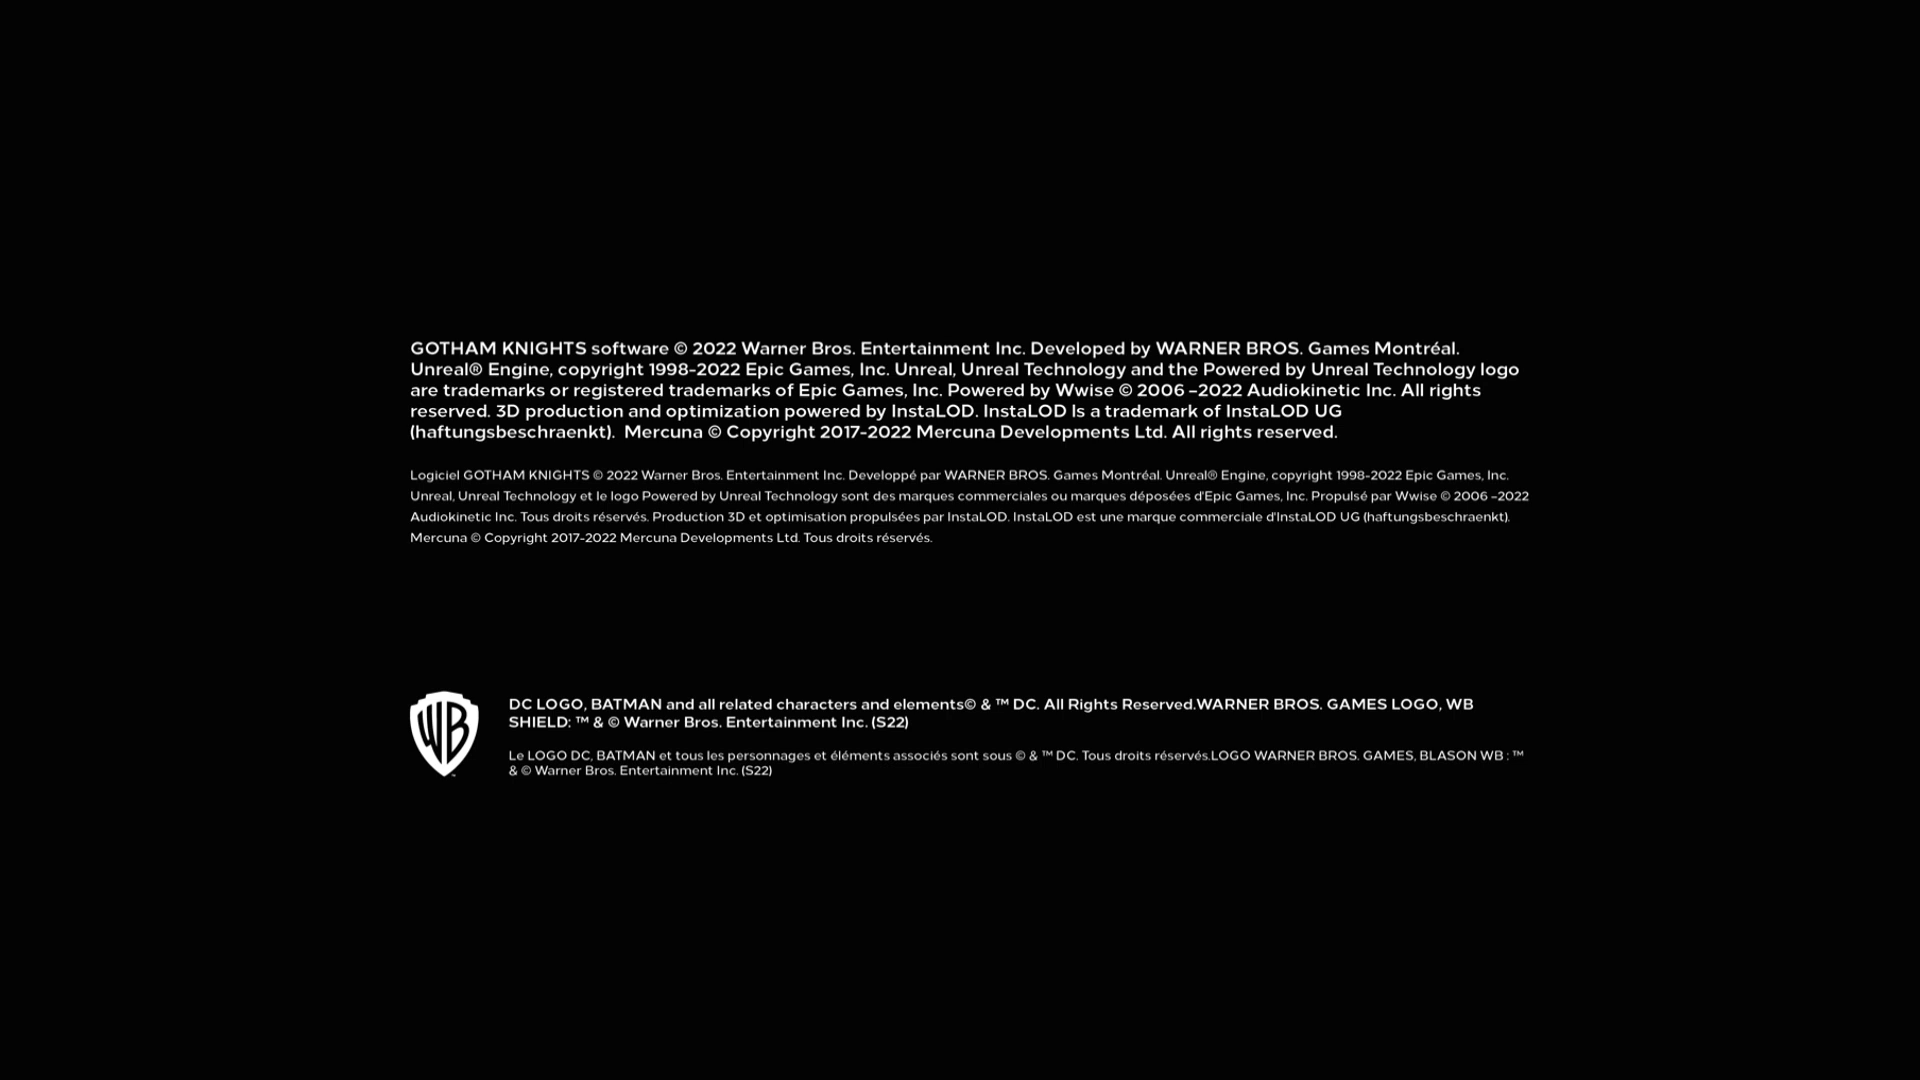 GOTHAM KNIGHTS software © 2022 Warner Bros. Entertainment Inc. Developed by WARNER BROS. Games Montréal.
Unreal® Engine, copyright 1998-2022 Epic Games, Inc. Unreal, Unreal Technology and the Powered by Unreal Technology logo
are trademarks or registered trademarks of Epic Games, Inc. Powered by Wwise © 2006 –2022 Audiokinetic Inc. All rights
reserved. 3D production and optimization powered by InstaLOD. InstaLOD Is a trademark of InstaLOD UG
(haftungsbeschraenkt).  Mercuna © Copyright 2017-2022 Mercuna Developments Ltd. All rights reserved.
Logiciel GOTHAM KNIGHTS © 2022 Warner Bros. Entertainment Inc. Developpé par WARNER BROS. Games Montréal. Unreal® Engine, copyright 1998-2022 Epic Games, Inc.
Unreal, Unreal Technology et le logo Powered by Unreal Technology sont des marques commerciales ou marques déposées d'Epic Games, Inc. Propulsé par Wwise © 2006 –2022
Audiokinetic Inc. Tous droits réservés. Production 3D et optimisation propulsées par InstaLOD. InstaLOD est une marque commerciale d'InstaLOD UG (haftungsbeschraenkt).
Mercuna © Copyright 2017-2022 Mercuna Developments Ltd. Tous droits réservés.
WB
DC LOGO, BATMAN and all related characters and elements© & ™ DC. All Rights Reserved.WARNER BROS. GAMES LOGO, WB
SHIELD: ™ & © Warner Bros. Entertainment Inc. (S22)
Le LOGO DC, BATMAN et tous les personnages et éléments associés sont sous © & ™ DC. Tous droits réservés.LOGO WARNER BROS. GAMES, BLASON WB : ™
& © Warner Bros. Entertainment Inc. (S22)